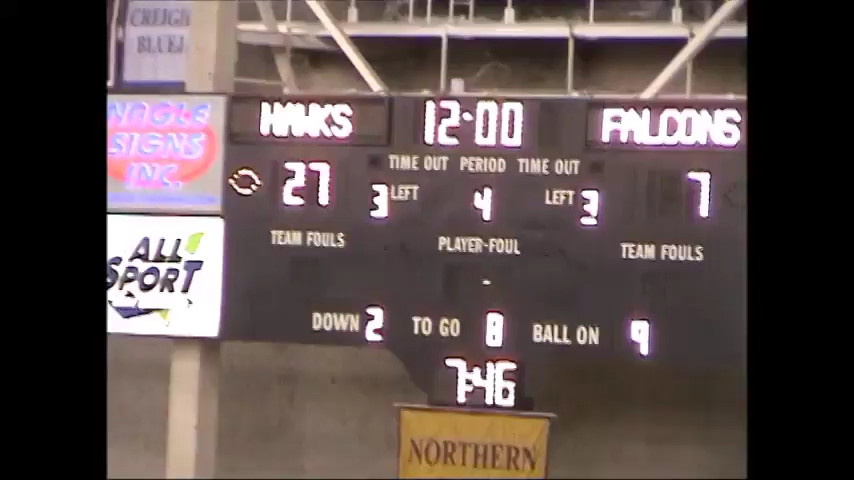 CREIGH
BLUEJ
NAGLE
SIGNS
INC.
HAWKS
12:00
FALCONS
TIME OUT PERIOD TIME OUT
27
3 LEFT
4
LEFT 3
7
TEAM FOULS
PLAYER-FOUL
TEAM FOULS
-
ALL
SPORT
DOWN 2 TO GO 8 BALL ON 9
7:46
NORTHERN